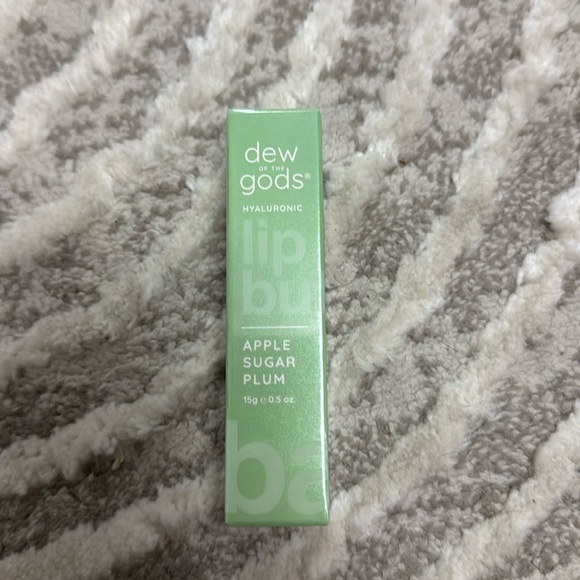 dew
OF THE
gods®
HYALURONIC
lip
bu
APPLE
SUGAR
PLUM
15g e 0.5 oz.
ba